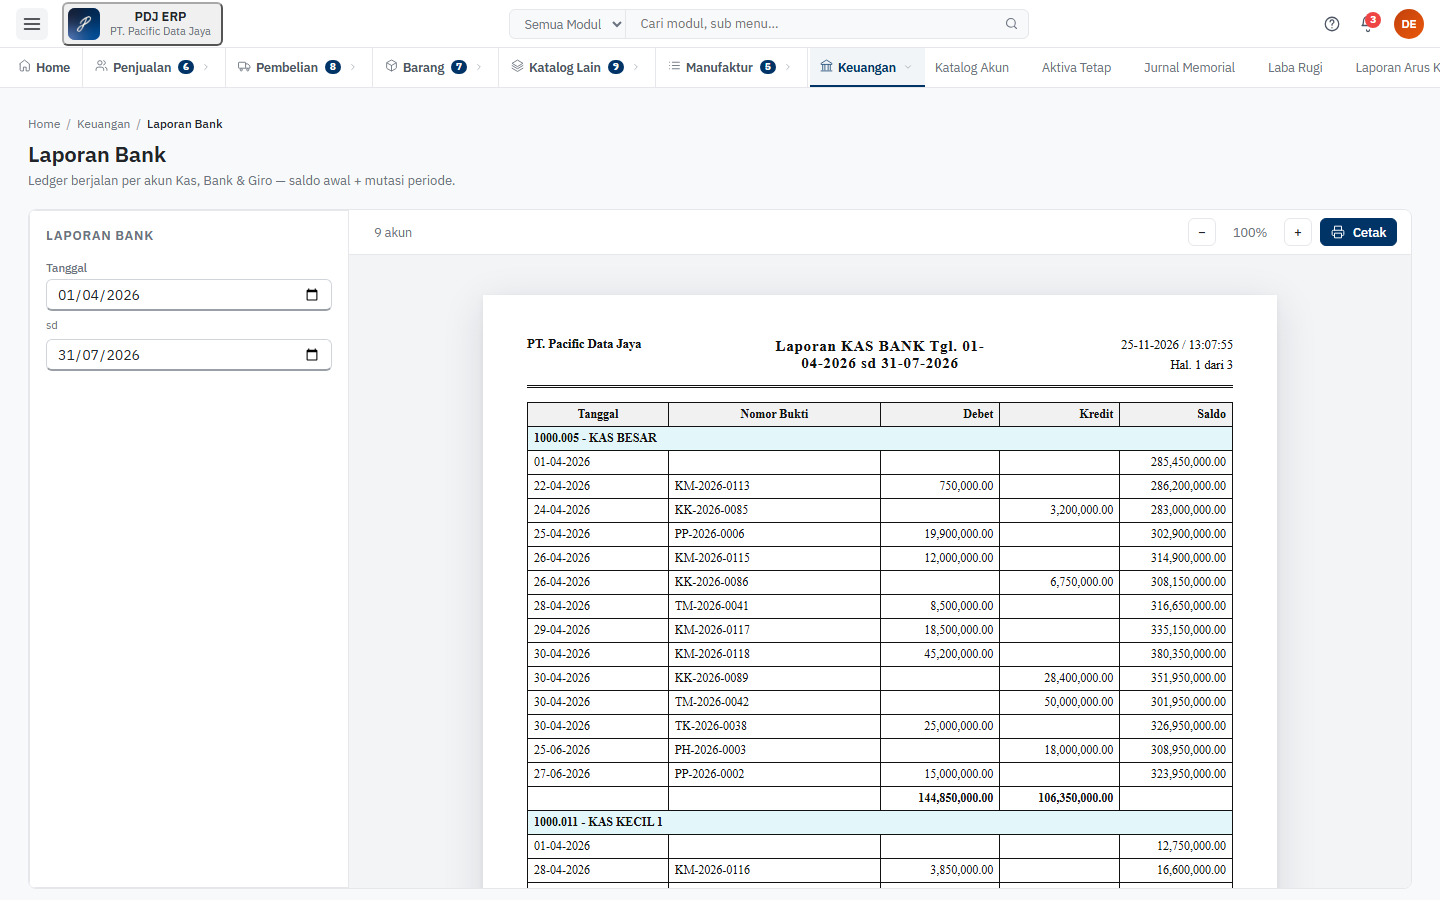 PDJ ERP
PT. Pacific Data Jaya
Semua Modul
Cari modul, sub menu...
3
DE
Home
Penjualan 6
Pembelian 8
Barang 7
Katalog Lain 9
Manufaktur 5
Keuangan
Katalog Akun
Aktiva Tetap
Jurnal Memorial
Laba Rugi
Laporan Arus K
Home / Keuangan / Laporan Bank
Laporan Bank
Ledger berjalan per akun Kas, Bank & Giro — saldo awal + mutasi periode.
LAPORAN BANK
Tanggal
01/04/2026
sd
31/07/2026
9 akun
− 100% +
Cetak
PT. Pacific Data Jaya
Laporan KAS BANK Tgl. 01-
04-2026 sd 31-07-2026
25-11-2026 / 13:07:55
Hal. 1 dari 3
Tanggal Nomor Bukti Debet Kredit Saldo
1000.005 - KAS BESAR
01-04-2026 285,450,000.00
22-04-2026 KM-2026-0113 750,000.00 286,200,000.00
24-04-2026 KK-2026-0085 3,200,000.00 283,000,000.00
25-04-2026 PP-2026-0006 19,900,000.00 302,900,000.00
26-04-2026 KM-2026-0115 12,000,000.00 314,900,000.00
26-04-2026 KK-2026-0086 6,750,000.00 308,150,000.00
28-04-2026 TM-2026-0041 8,500,000.00 316,650,000.00
29-04-2026 KM-2026-0117 18,500,000.00 335,150,000.00
30-04-2026 KM-2026-0118 45,200,000.00 380,350,000.00
30-04-2026 KK-2026-0089 28,400,000.00 351,950,000.00
30-04-2026 TM-2026-0042 50,000,000.00 301,950,000.00
30-04-2026 TK-2026-0038 25,000,000.00 326,950,000.00
25-06-2026 PH-2026-0003 18,000,000.00 308,950,000.00
27-06-2026 PP-2026-0002 15,000,000.00 323,950,000.00
144,850,000.00 106,350,000.00
1000.011 - KAS KECIL 1
01-04-2026 12,750,000.00
28-04-2026 KM-2026-0116 3,850,000.00 16,600,000.00